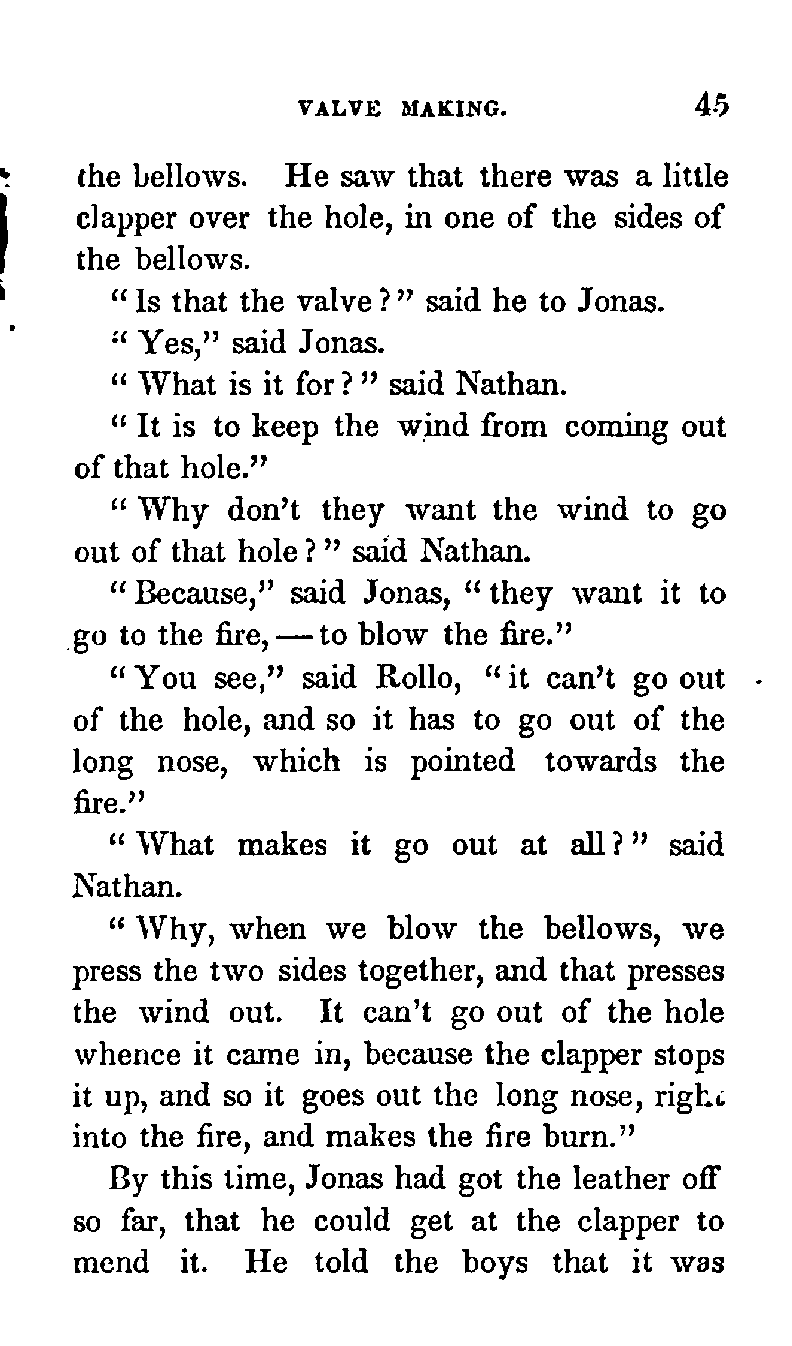 VALVE MAKING. 45
the bellows. He saw that there was a little
clapper over the hole, in one of the sides of
the bellows.
“Is that the valve?” said he to Jonas.
“Yes,” said Jonas.
“What is it for?” said Nathan.
“It is to keep the wind from coming out
of that hole.”
“Why don’t they want the wind to go
out of that hole?” said Nathan.
“Because,” said Jonas, “they want it to
go to the fire,—to blow the fire.”
“You see,” said Rollo, “it can’t go out
of the hole, and so it has to go out of the
long nose, which is pointed towards the
fire.”
“What makes it go out at all?” said
Nathan.
“Why, when we blow the bellows, we
press the two sides together, and that presses
the wind out. It can’t go out of the hole
whence it came in, because the clapper stops
it up, and so it goes out the long nose, right
into the fire, and makes the fire burn.”
By this time, Jonas had got the leather off
so far, that he could get at the clapper to
mend it. He told the boys that it was